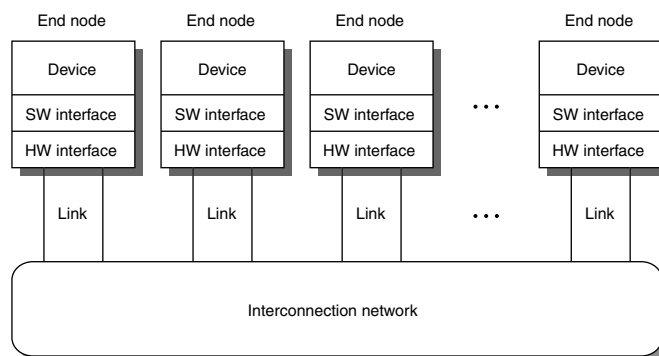 End node End node End node End node
Device Device Device Device
SW interface SW interface SW interface ... SW interface
HW interface HW interface HW interface HW interface
Link Link Link ... Link
Interconnection network